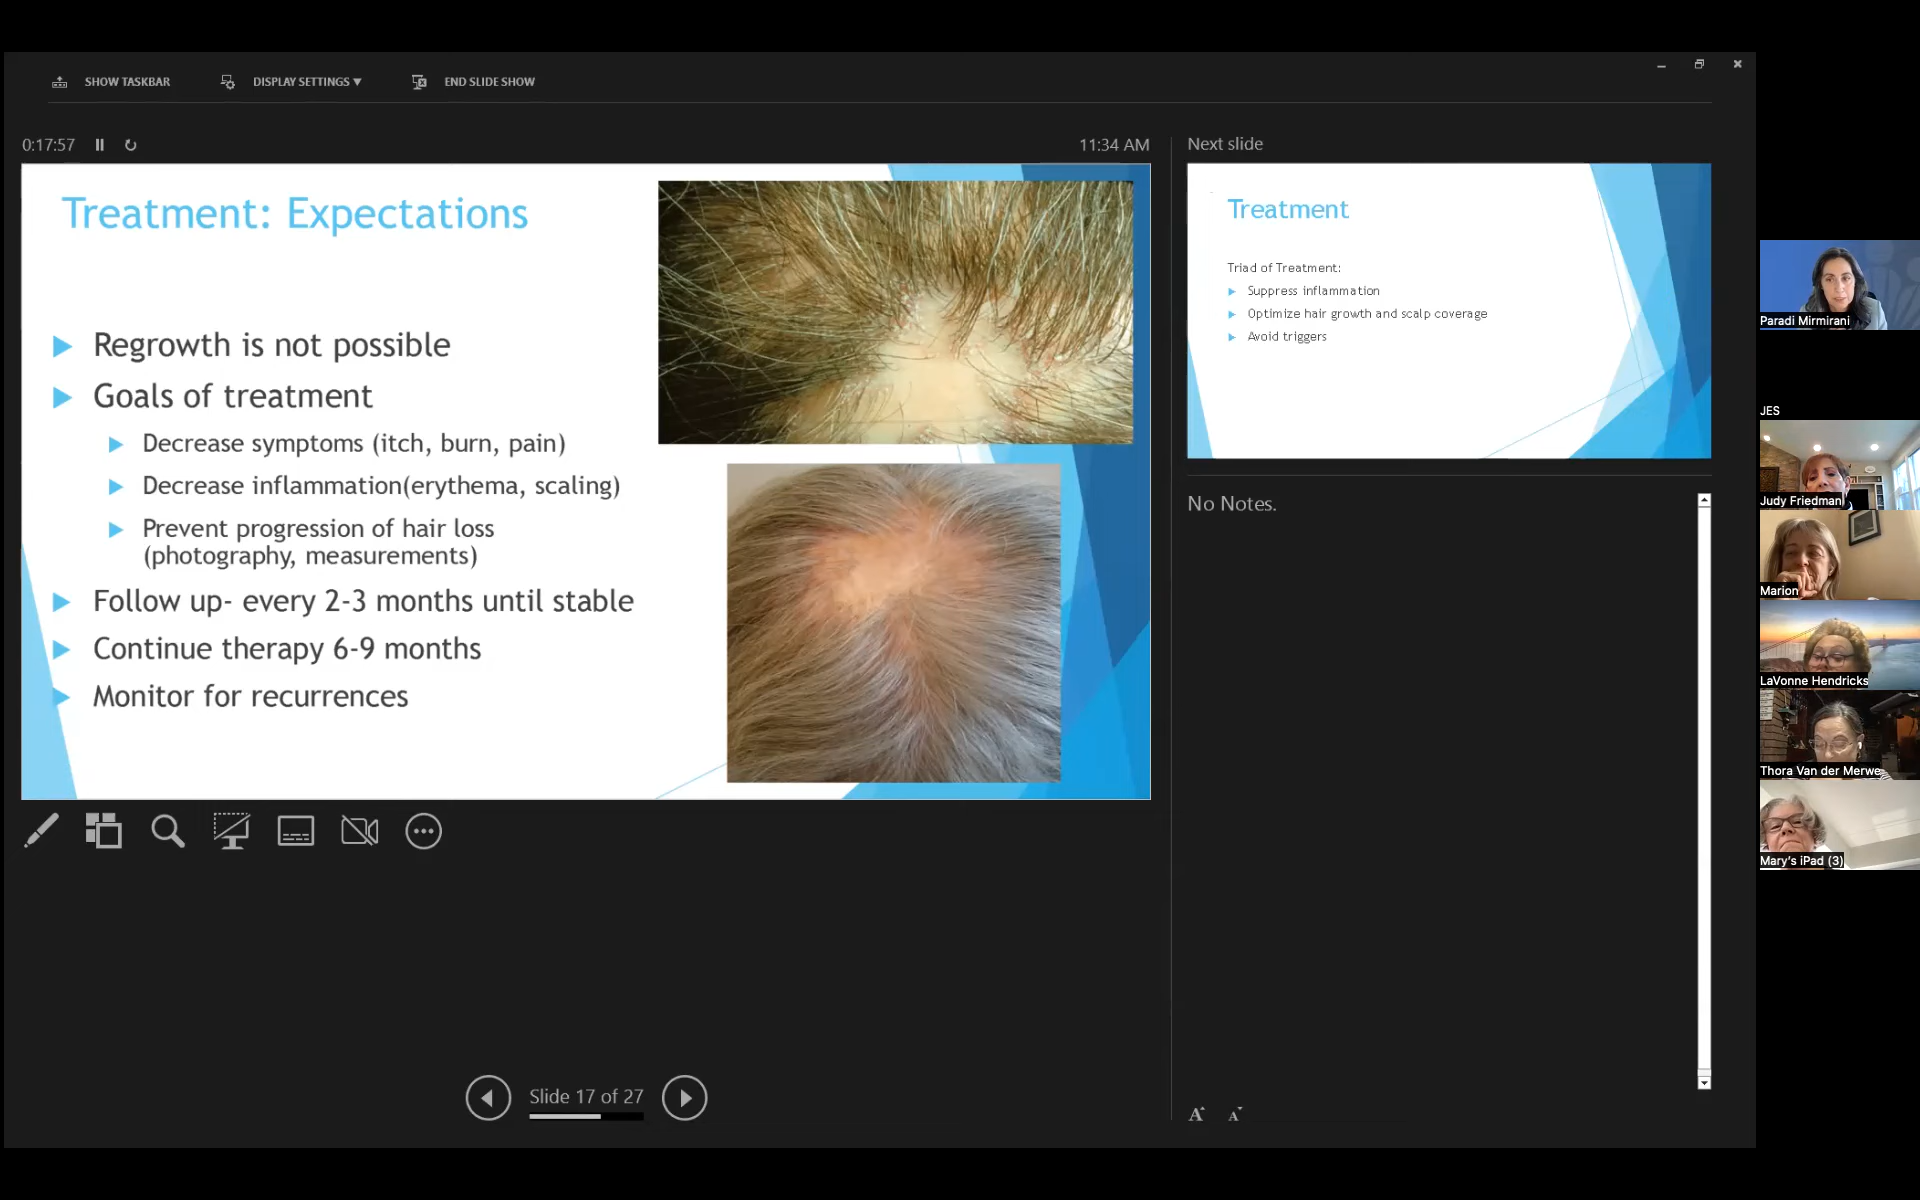 SHOW TASKBAR
DISPLAY SETTINGS ▼
END SLIDE SHOW
0:17:57
11:34 AM
Treatment: Expectations
Regrowth is not possible
Goals of treatment
Decrease symptoms (itch, burn, pain)
Decrease inflammation(erythema, scaling)
Prevent progression of hair loss
(photography, measurements)
Follow up- every 2-3 months until stable
Continue therapy 6-9 months
Monitor for recurrences
Slide 17 of 27
Next slide
Treatment
Triad of Treatment:
Suppress inflammation
Optimize hair growth and scalp coverage
Avoid triggers
No Notes.
A A
Paradi Mirmirani
JES
Judy Friedman
Marion
LaVonne Hendricks
Thora Van der Merwe
Mary's iPad (3)